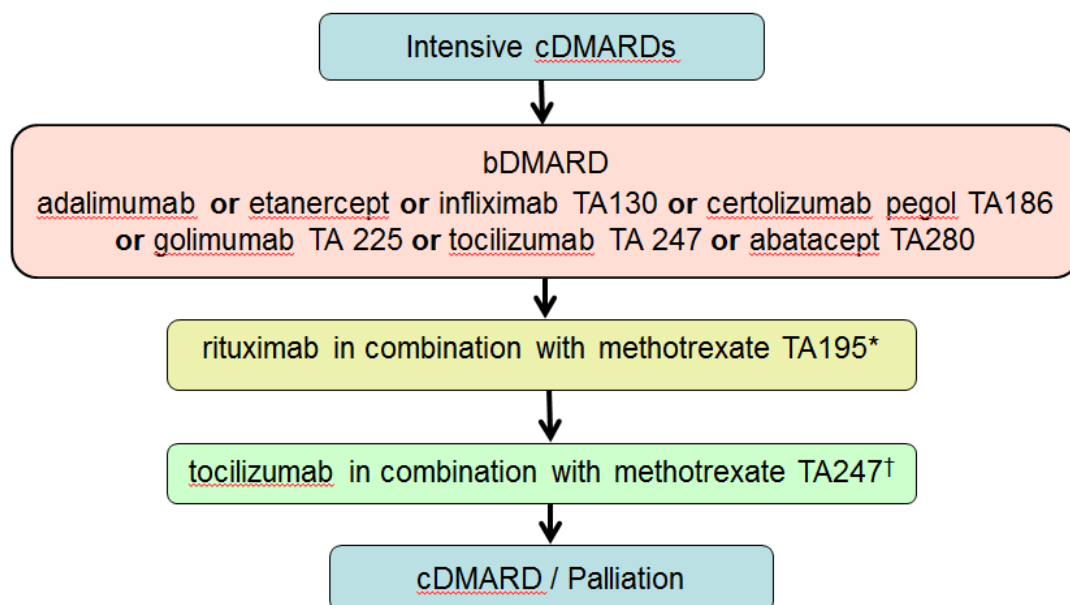 Intensive cDMARDs
bDMARD
adalimumab or etanercept or infliximab TA130 or certolizumab pegol TA186
or golimumab TA 225 or tocilizumab TA 247 or abatacept TA280
rituximab in combination with methotrexate TA195*
tocilizumab in combination with methotrexate TA247†
cDMARD / Palliation